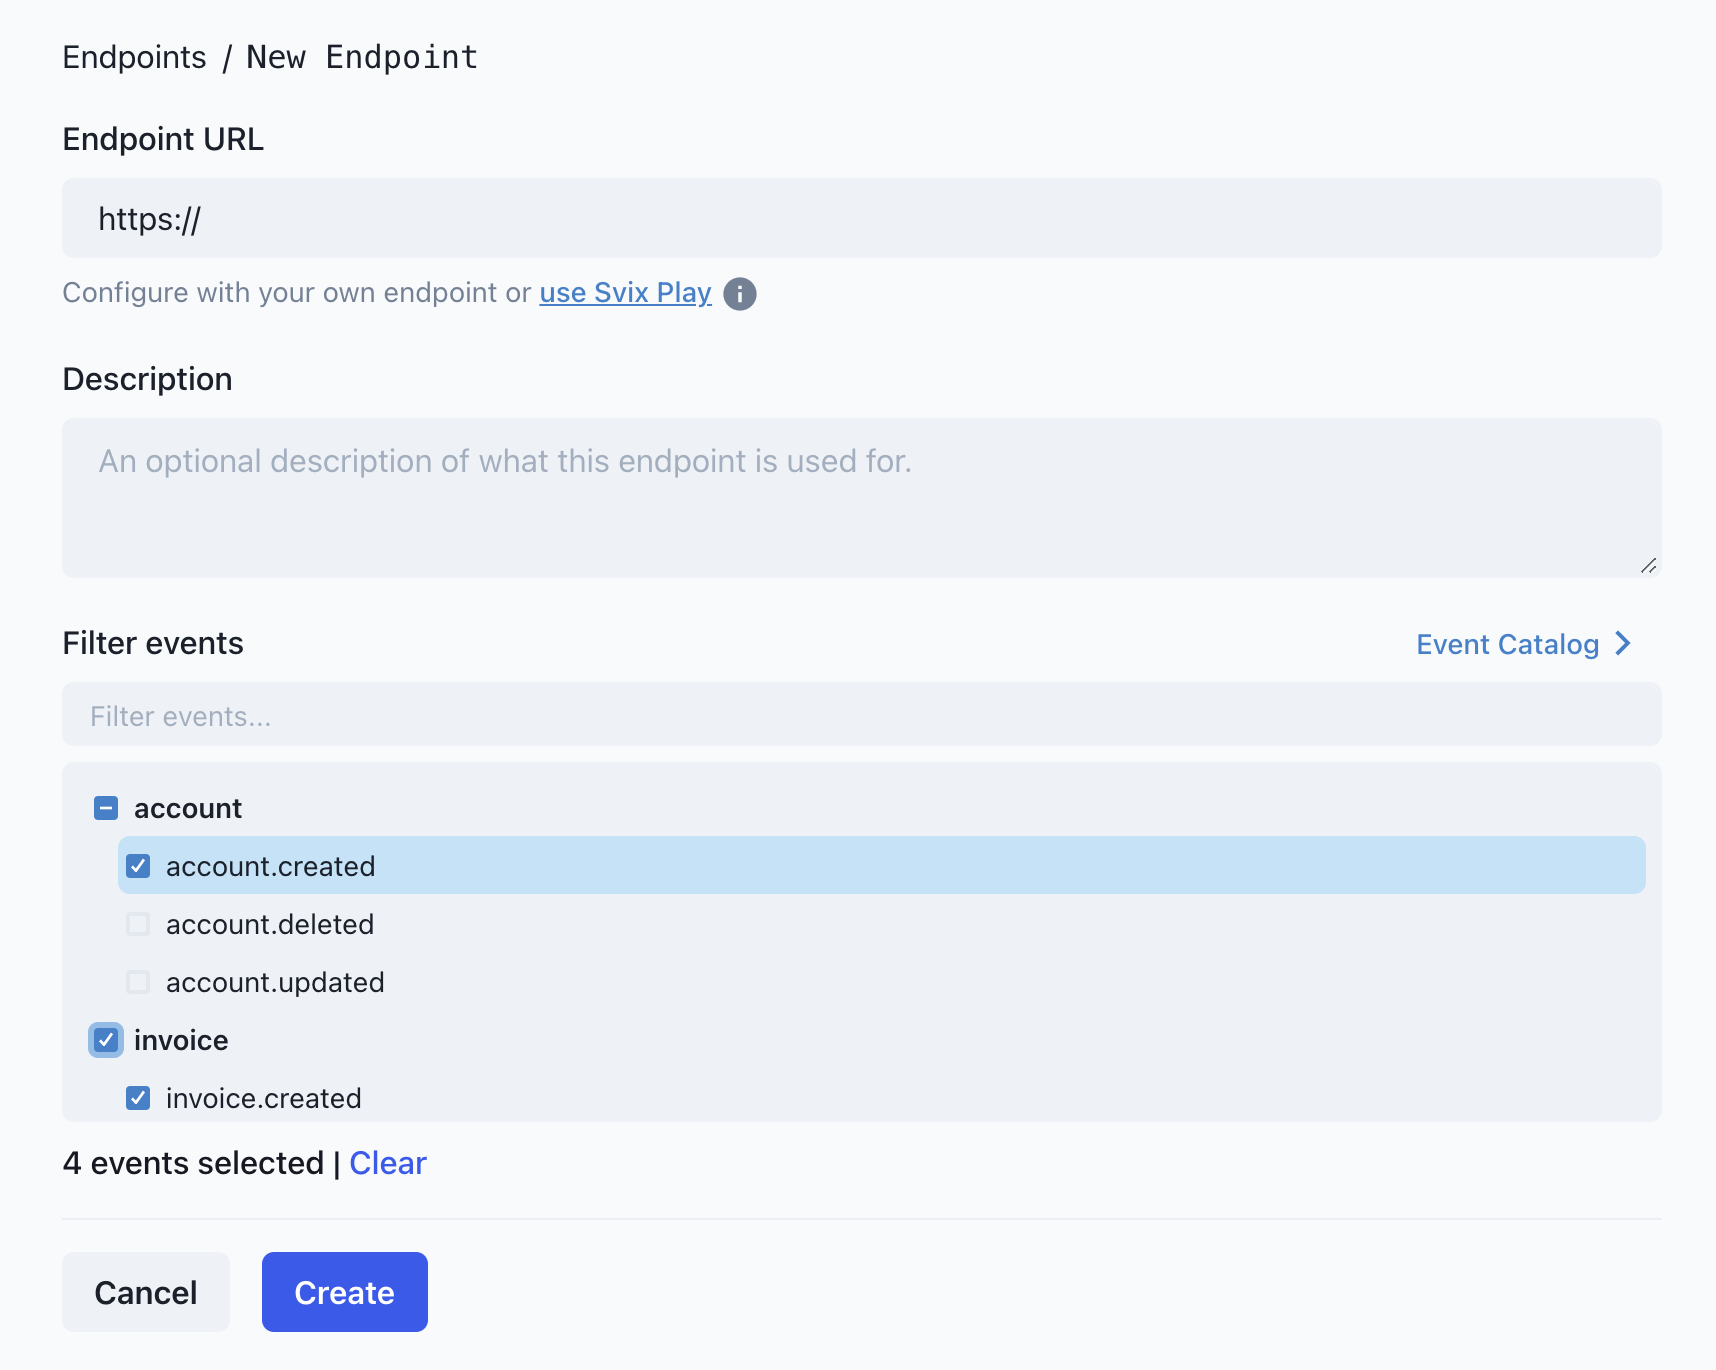 Endpoints / New Endpoint
Endpoint URL
https://
Configure with your own endpoint or use Svix Play
Description
An optional description of what this endpoint is used for.
Filter events
Event Catalog
Filter events...
account
account.created
account.deleted
account.updated
invoice
invoice.created
4 events selected | Clear
Cancel
Create